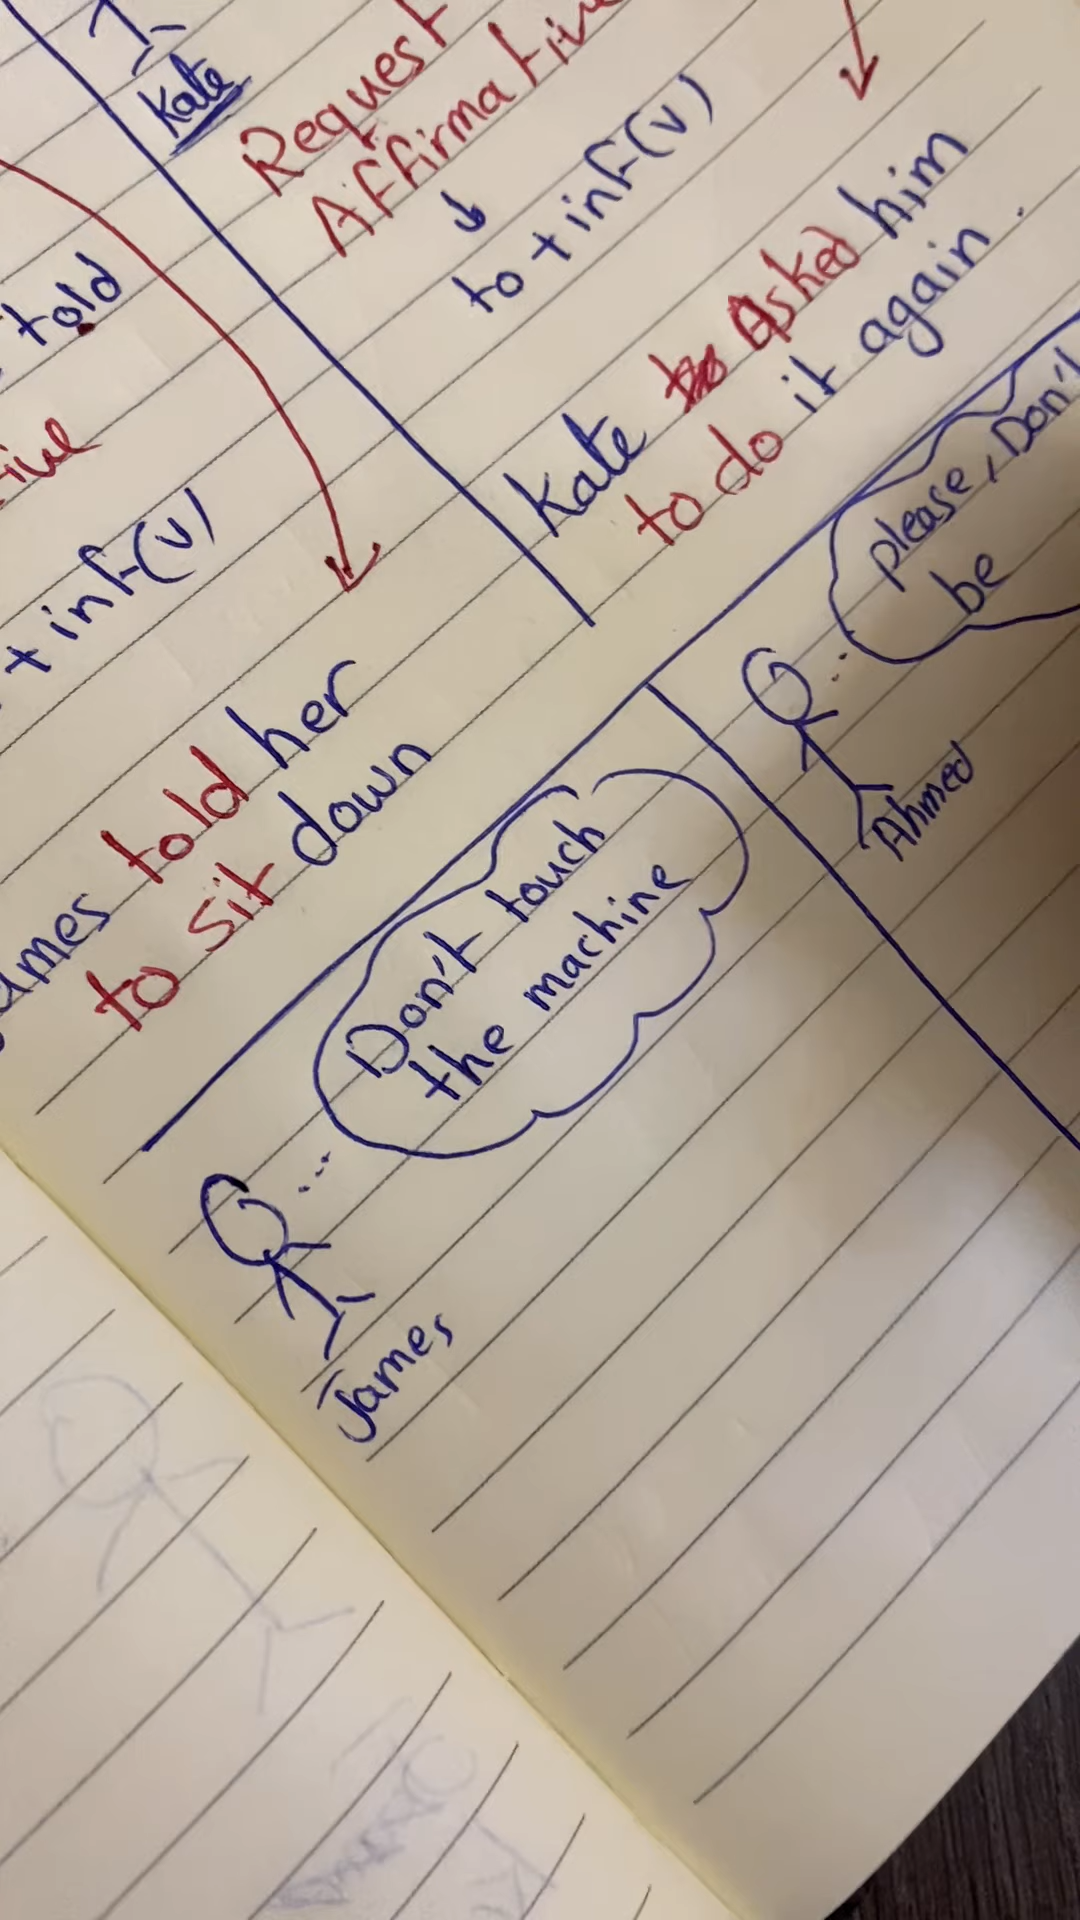 Kate
Request
Affirmative
to + inf(v)
Kate Asked him
to do it again.
told
+ inf(v)
told her
to sit down
please, Don't
be
Ahmed
Don't touch
the machine
James